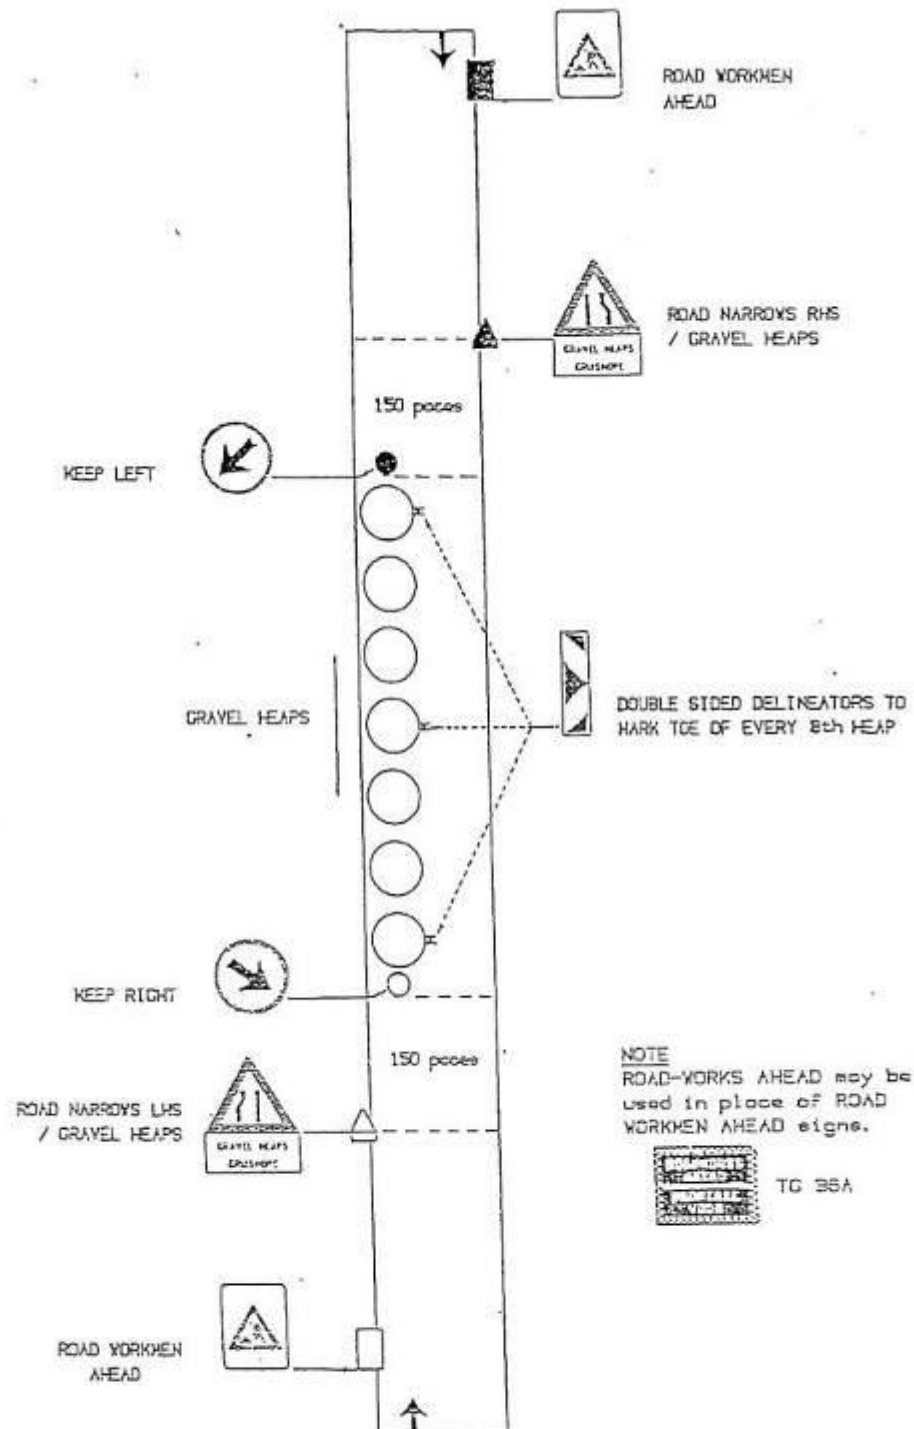 ROAD WORKMEN
AHEAD
ROAD NARROWS RHS
/ GRAVEL HEAPS
GRAVEL HEAPS
150 paces
KEEP LEFT
GRAVEL HEAPS
DOUBLE SIDED DELINEATORS TO
MARK TOE OF EVERY 8th HEAP
KEEP RIGHT
150 paces
NOTE
ROAD-WORKS AHEAD may be
used in place of ROAD
WORKMEN AHEAD signs.
TG 35A
ROAD NARROWS LHS
/ GRAVEL HEAPS
GRAVEL HEAPS
ROAD WORKMEN
AHEAD